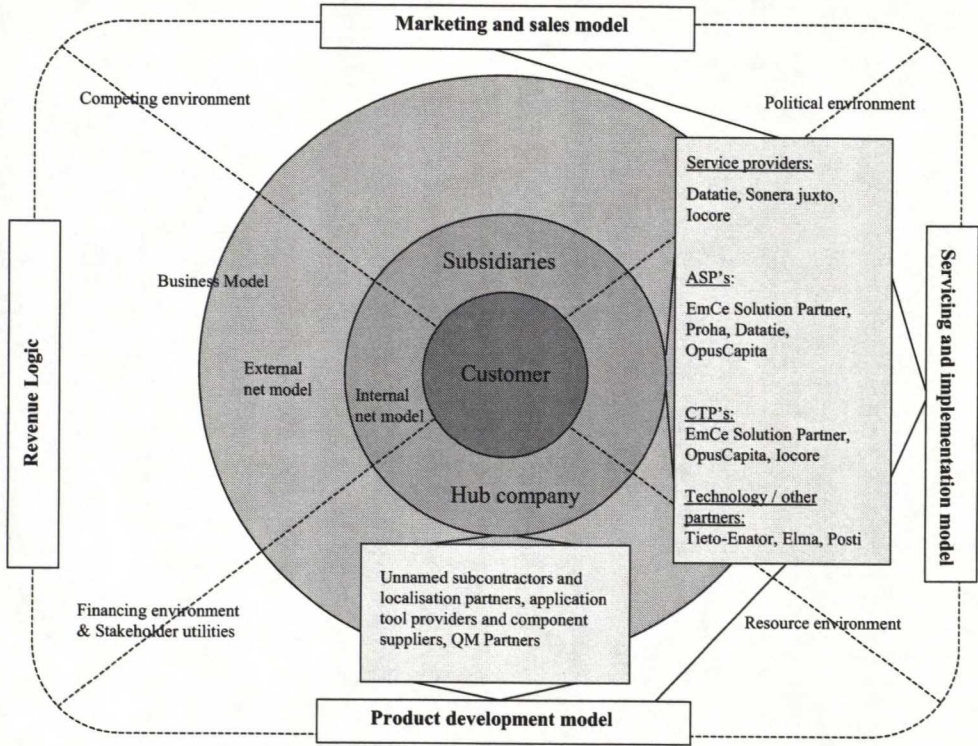 Marketing and sales model
Competing environment
Political environment
Service providers:
Datatie, Sonera juxto,
Iocore
ASP's:
EmCe Solution Partner,
Proha, Datatie,
OpusCapita
CTP's:
EmCe Solution Partner,
OpusCapita, Iocore
Technology / other
partners:
Tieto-Enator, Elma, Posti
Subsidiaries
Business Model
External
net model
Internal
net model
Customer
Hub company
Revenue Logic
Servicing and implementation model
Unnamed subcontractors and
localisation partners, application
tool providers and component
suppliers, QM Partners
Financing environment
& Stakeholder utilities
Resource environment
Product development model